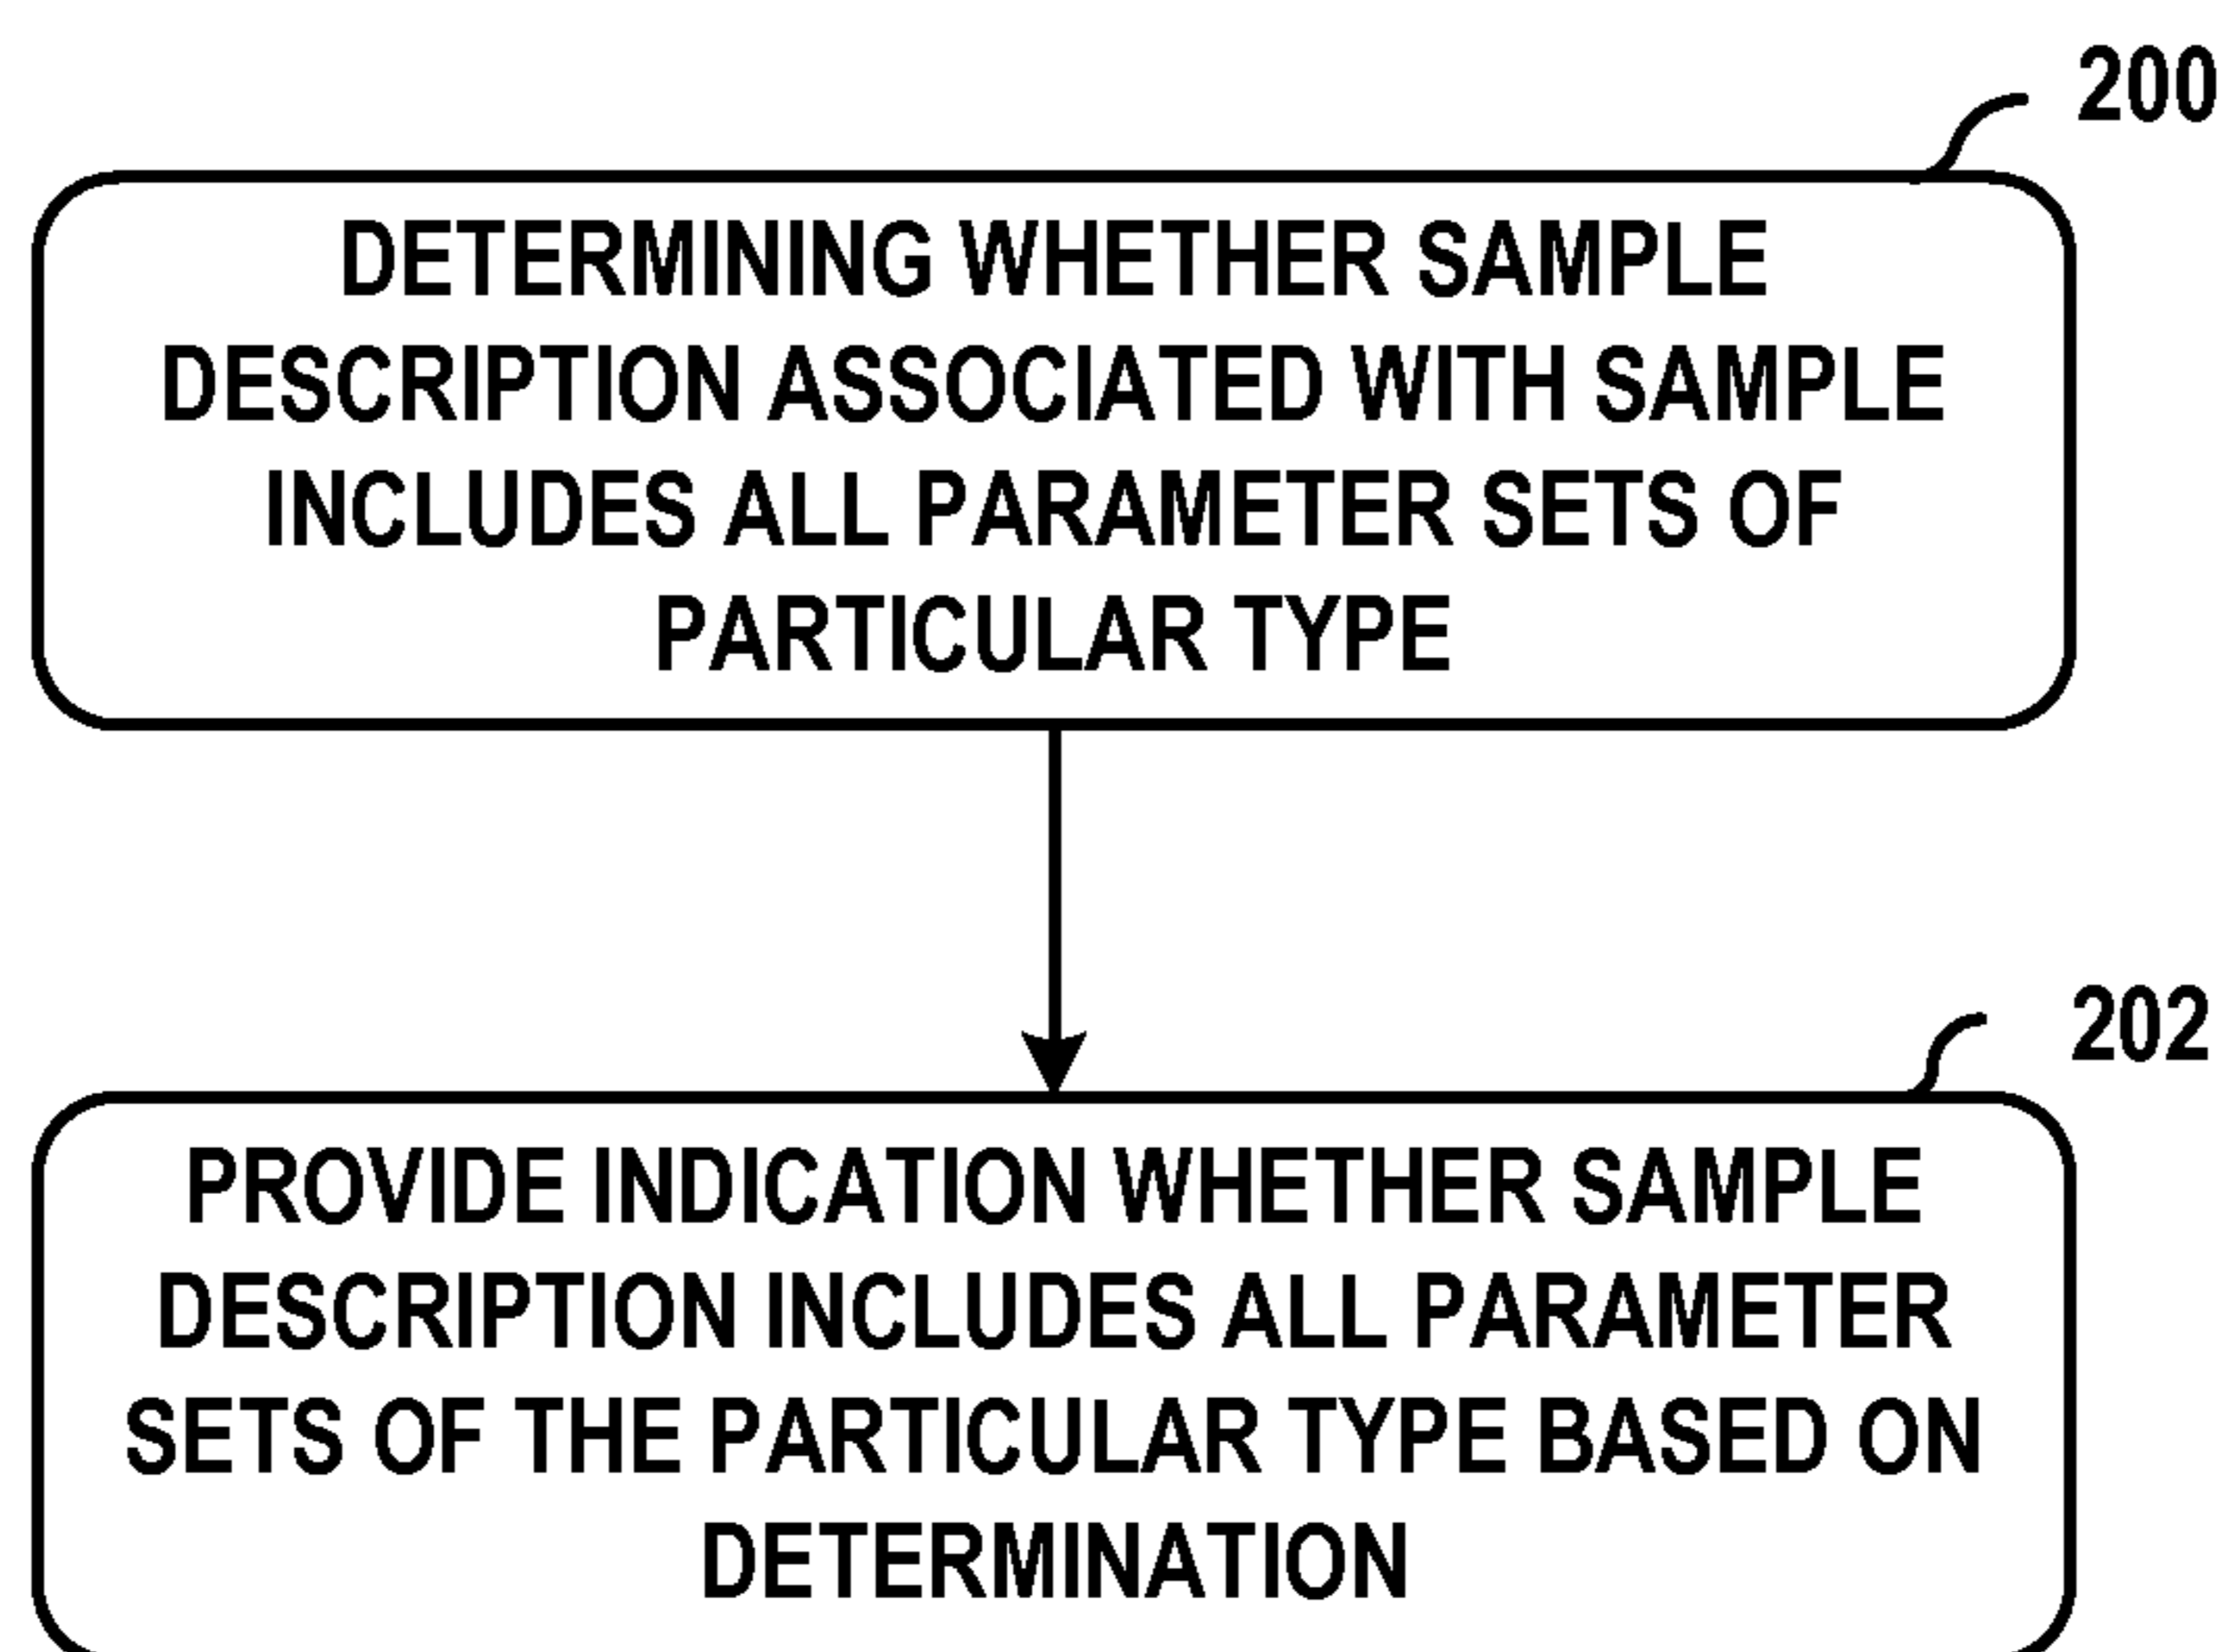 200
DETERMINING WHETHER SAMPLE
DESCRIPTION ASSOCIATED WITH SAMPLE
INCLUDES ALL PARAMETER SETS OF
PARTICULAR TYPE
202
PROVIDE INDICATION WHETHER SAMPLE
DESCRIPTION INCLUDES ALL PARAMETER
SETS OF THE PARTICULAR TYPE BASED ON
DETERMINATION